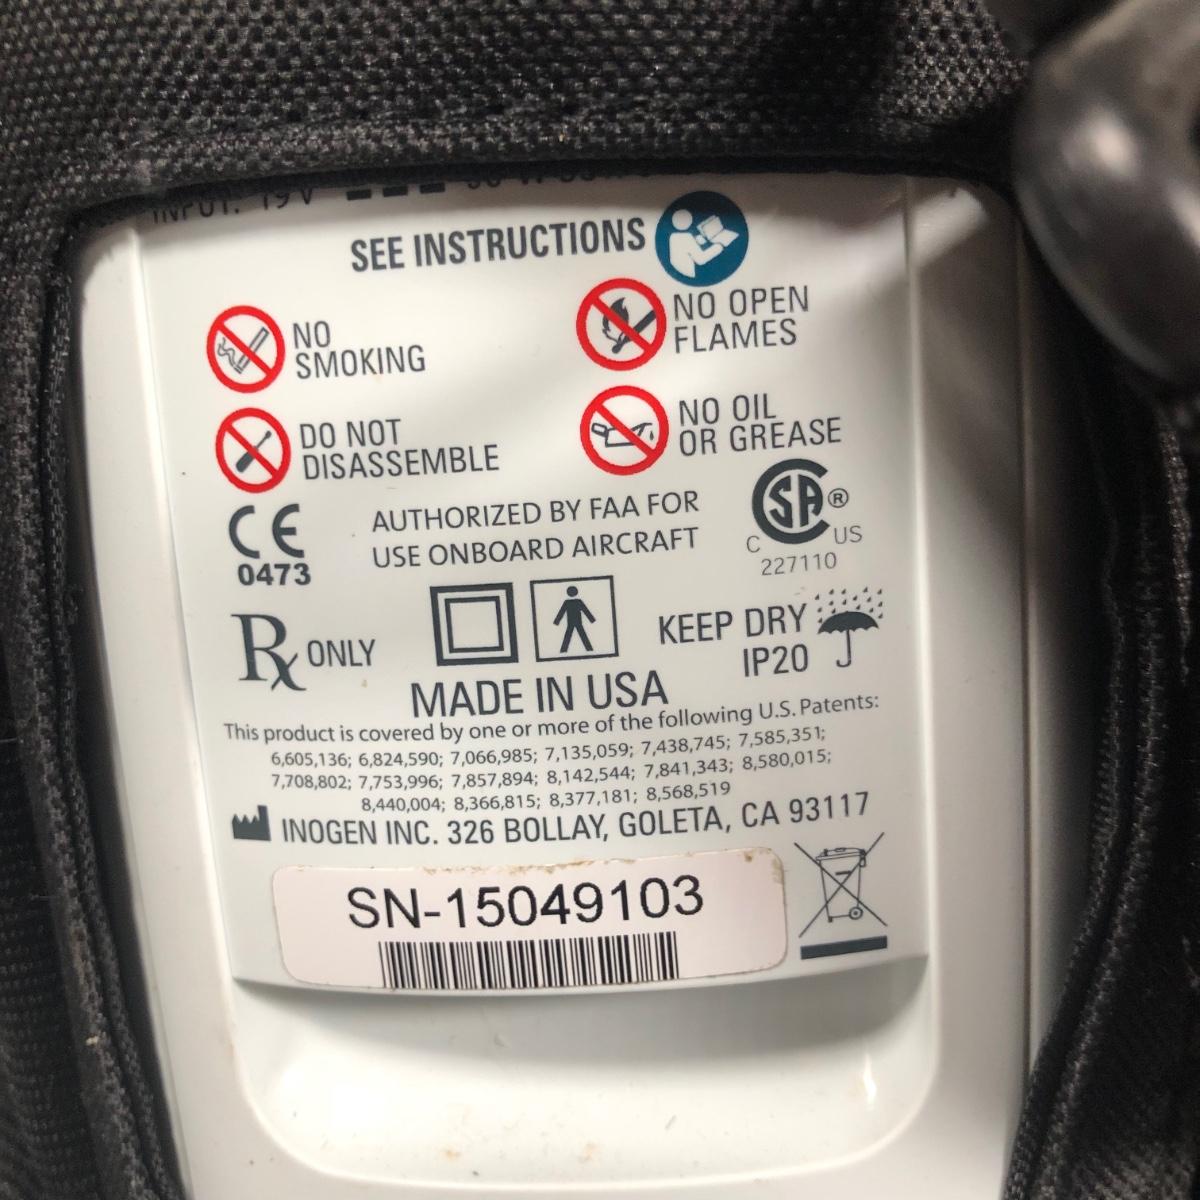 INPUT: 19V
SEE INSTRUCTIONS
NO
SMOKING
NO OPEN
FLAMES
DO NOT
DISASSEMBLE
NO OIL
OR GREASE
CE
0473
AUTHORIZED BY FAA FOR
USE ONBOARD AIRCRAFT
CSA®
C US
227110
Rx ONLY
KEEP DRY
IP20
MADE IN USA
This product is covered by one or more of the following U.S. Patents:
6,605,136; 6,824,590; 7,066,985; 7,135,059; 7,438,745; 7,585,351;
7,708,802; 7,753,996; 7,857,894; 8,142,544; 7,841,343; 8,580,015;
8,440,004; 8,366,815; 8,377,181; 8,568,519
INOGEN INC. 326 BOLLAY, GOLETA, CA 93117
SN-15049103